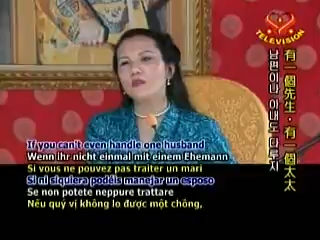 TELEVISION
有一個先生,有一個太太
남편이나 아내도 다루지
If you can't even handle one husband
Wenn ihr nicht einmal mit einem Ehemann
Si vous ne pouvez pas traiter un mari
Si ni siquiera podéis manejar un esposo
Se non potete neppure trattare
Nếu quý vị không lo được một chồng,